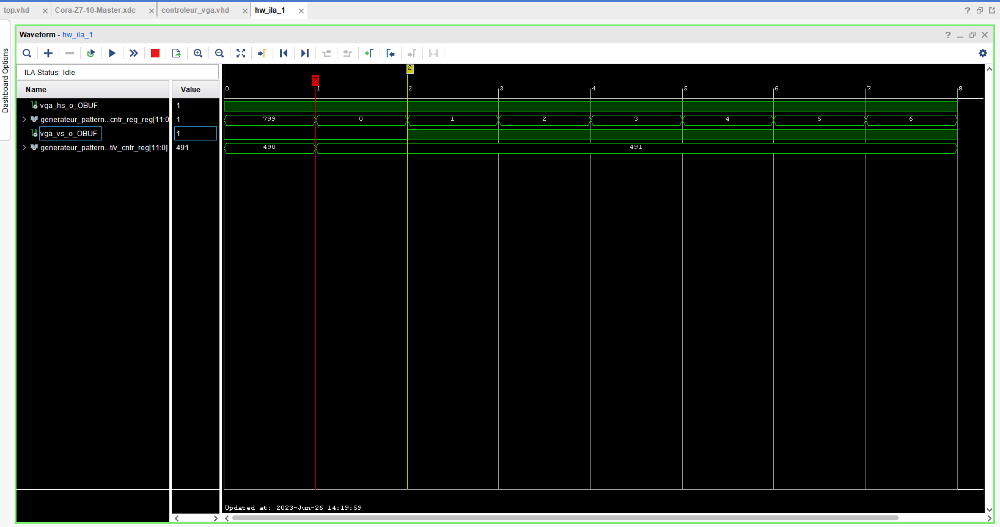 top.vhd Cora-Z7-10-Master.xdc controleur_vga.vhd hw_ila_1
Dashboard Options
Waveform - hw_ila_1
ILA Status: Idle
Name Value
2
T
0 1 2 3 4 5 6 7 8
vga_hs_o_OBUF 1
generateur_pattern...cntr_reg_reg[11:0 1 799 0 1 2 3 4 5 6
vga_vs_o_OBUF 1
generateur_pattern...t/v_cntr_reg[11:0] 491 490 491
Updated at: 2023-Jun-26 14:19:59